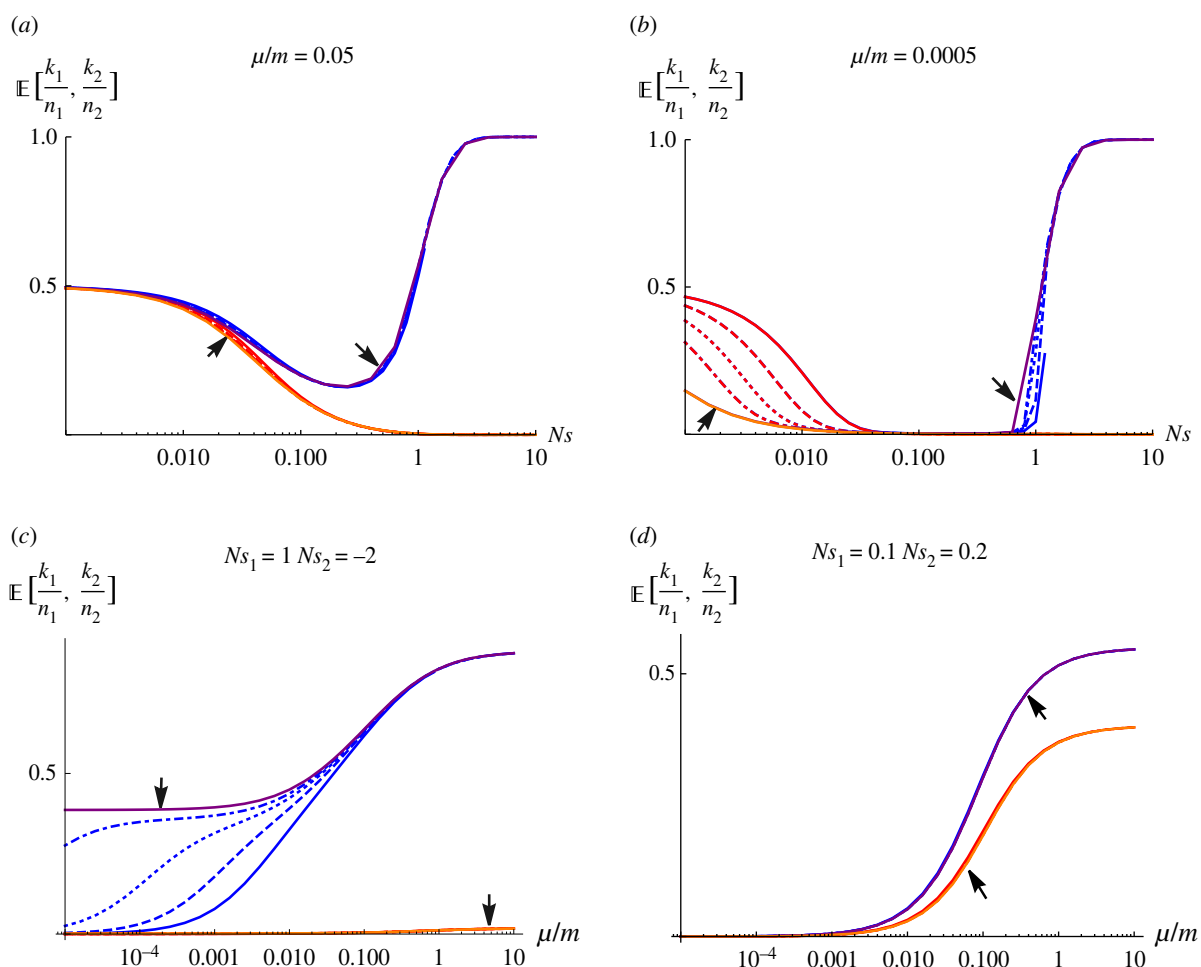 (a)
μ/m = 0.05
𝔼[k₁/n₁, k₂/n₂]
1.0
0.5
0.010 0.100 1 10
Ns
(b)
μ/m = 0.0005
𝔼[k₁/n₁, k₂/n₂]
1.0
0.5
0.010 0.100 1 10
Ns
(c)
Ns₁ = 1 Ns₂ = –2
𝔼[k₁/n₁, k₂/n₂]
0.5
10⁻⁴ 0.001 0.010 0.100 1 10
μ/m
(d)
Ns₁ = 0.1 Ns₂ = 0.2
𝔼[k₁/n₁, k₂/n₂]
0.5
10⁻⁴ 0.001 0.010 0.100 1 10
μ/m